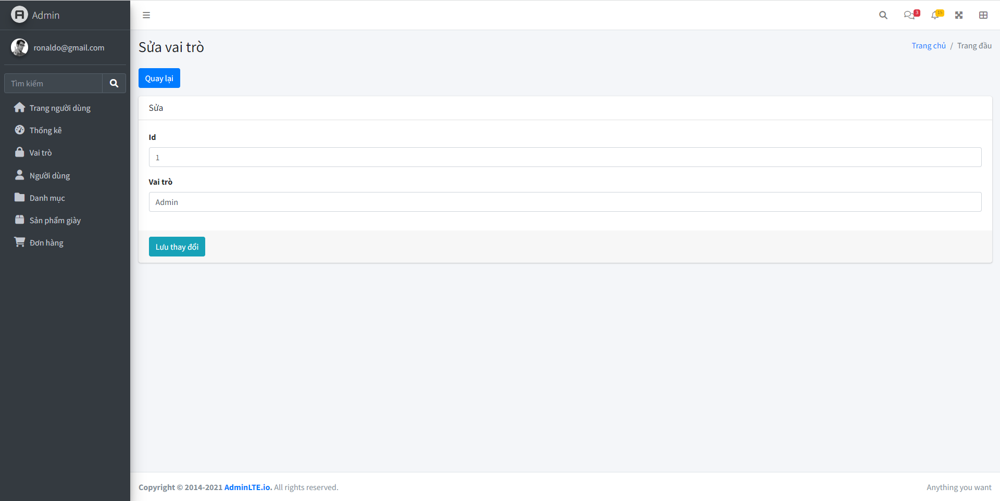 Admin
ronaldo@gmail.com
Tìm kiếm
Trang người dùng
Thống kê
Vai trò
Người dùng
Danh mục
Sản phẩm giày
Đơn hàng
3
15
Sửa vai trò
Trang chủ / Trang đầu
Quay lại
Sửa
Id
1
Vai trò
Admin
Lưu thay đổi
Copyright © 2014-2021 AdminLTE.io. All rights reserved.
Anything you want